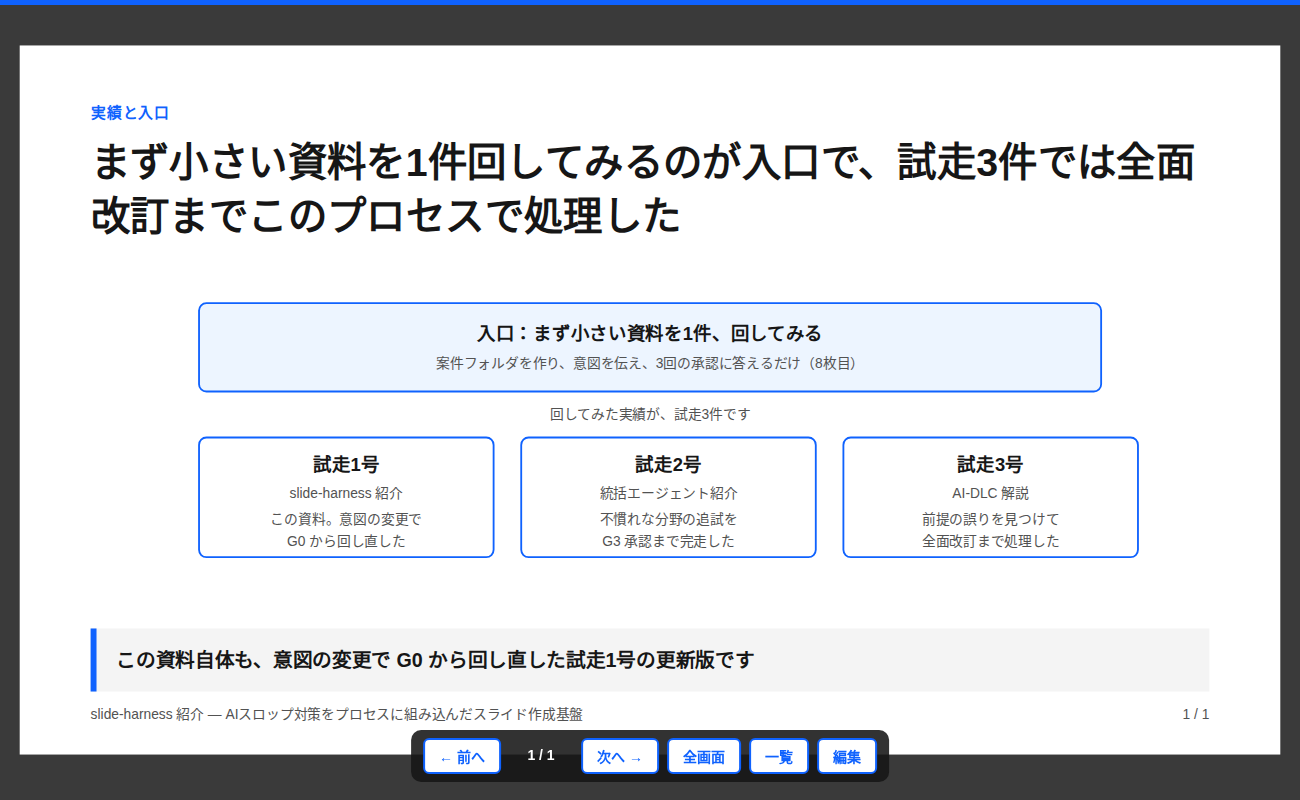 実績と入口
まず小さい資料を1件回してみるのが入口で、試走3件では全面
改訂までこのプロセスで処理した
入口：まず小さい資料を1件、回してみる
案件フォルダを作り、意図を伝え、3回の承認に答えるだけ（8枚目）
回してみた実績が、試走3件です
試走1号
slide-harness 紹介
この資料。意図の変更で
G0 から回し直した
試走2号
統括エージェント紹介
不慣れな分野の追試を
G3 承認まで完走した
試走3号
AI-DLC 解説
前提の誤りを見つけて
全面改訂まで処理した
この資料自体も、意図の変更で G0 から回し直した試走1号の更新版です
slide-harness 紹介 — AIスロップ対策をプロセスに組み込んだスライド作成基盤
1 / 1
← 前へ
1 / 1
次へ →
全画面
一覧
編集